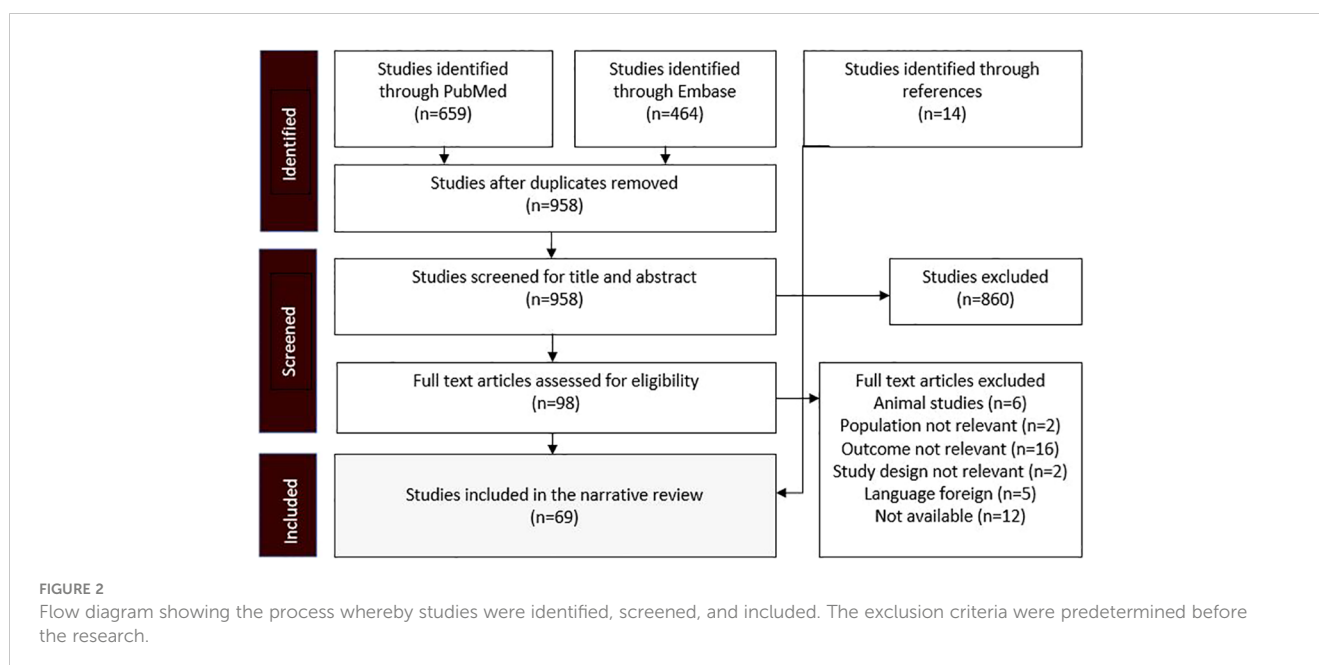 Identified
Studies identified
through PubMed
(n=659)
Studies identified
through Embase
(n=464)
Studies identified through
references
(n=14)
Studies after duplicates removed
(n=958)
Screened
Studies screened for title and abstract
(n=958)
Studies excluded
(n=860)
Full text articles assessed for eligibility
(n=98)
Full text articles excluded
Animal studies (n=6)
Population not relevant (n=2)
Outcome not relevant (n=16)
Study design not relevant (n=2)
Language foreign (n=5)
Not available (n=12)
Included
Studies included in the narrative review
(n=69)
FIGURE 2
Flow diagram showing the process whereby studies were identified, screened, and included. The exclusion criteria were predetermined before
the research.